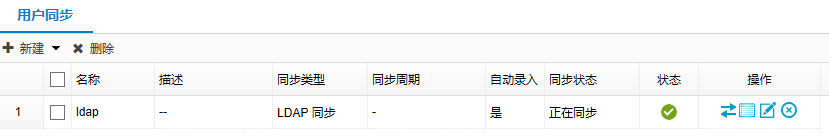 用户同步
新建 删除
名称 描述 同步类型 同步周期 自动录入 同步状态 状态 操作
1 ldap -- LDAP 同步 - 是 正在同步